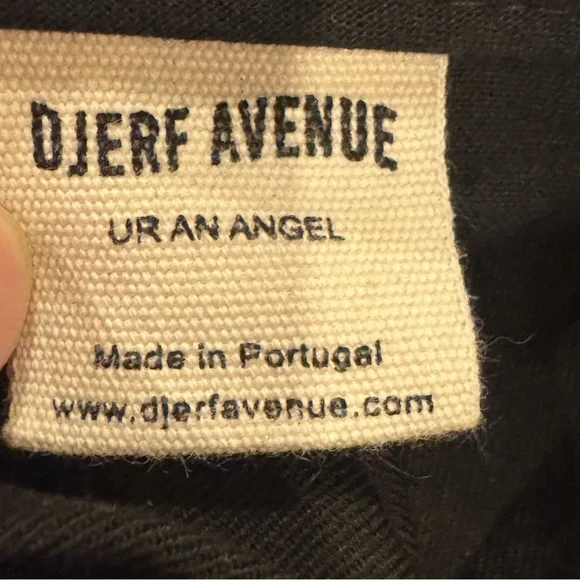 DJERF AVENUE
UR AN ANGEL
Made in Portugal
www.djerfavenue.com